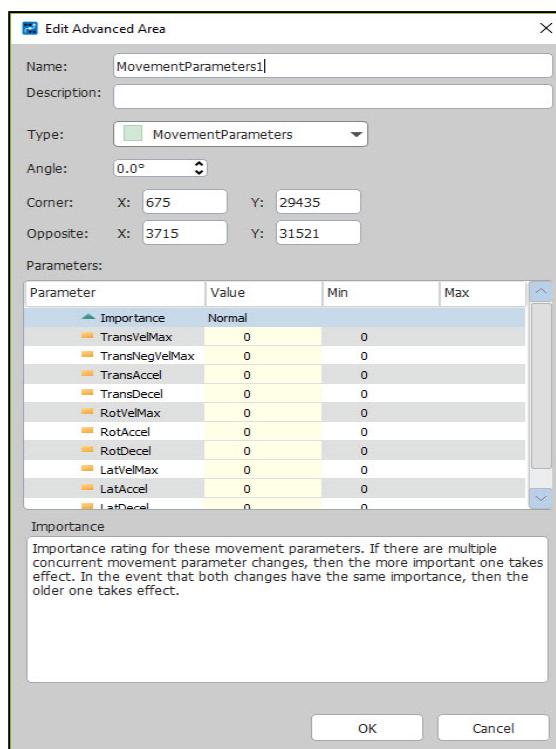 Edit Advanced Area
Name: MovementParameters1
Description:
Type: MovementParameters
Angle: 0.0°
Corner: X: 675 Y: 29435
Opposite: X: 3715 Y: 31521
Parameters:
Parameter Value Min Max
Importance Normal
TransVelMax 0 0
TransNegVelMax 0 0
TransAccel 0 0
TransDecel 0 0
RotVelMax 0 0
RotAccel 0 0
RotDecel 0 0
LatVelMax 0 0
LatAccel 0 0
LatDecel 0 0
Importance
Importance rating for these movement parameters. If there are multiple
concurrent movement parameter changes, then the more important one takes
effect. In the event that both changes have the same importance, then the
older one takes effect.
OK Cancel